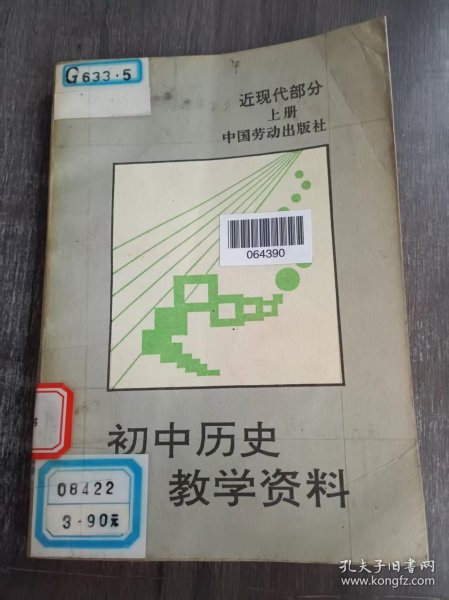 G633·5
近现代部分
上册
中国劳动出版社
064390
初中历史
教学资料
08422
3-90元
孔夫子旧书网
www.kongfz.com